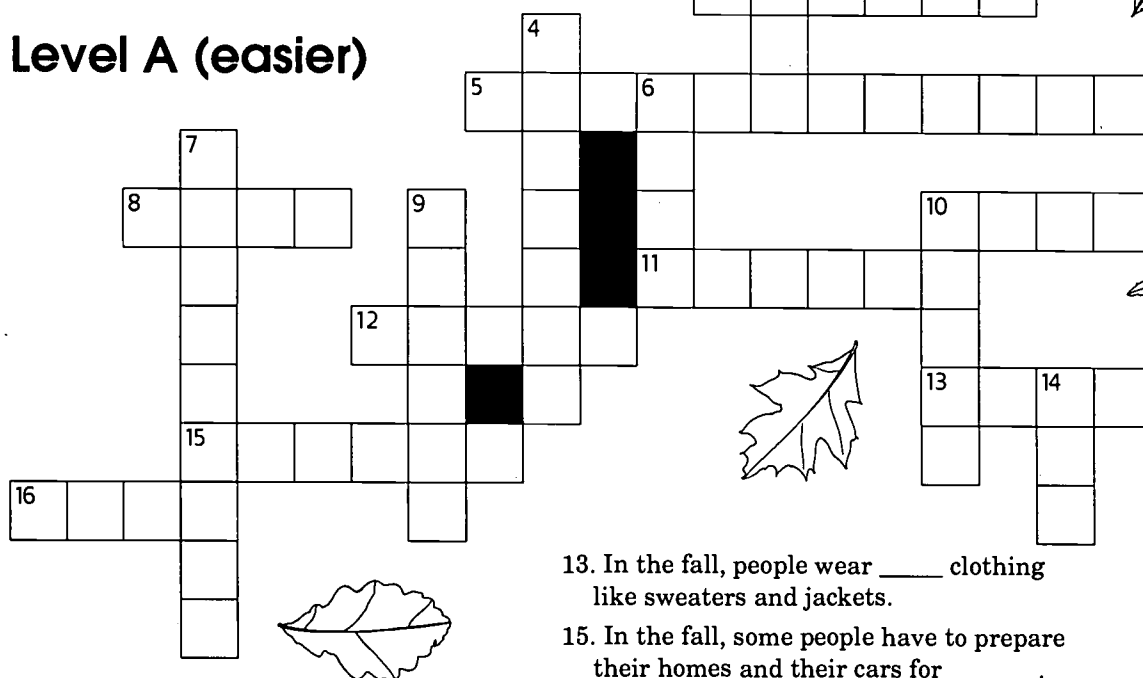 4
Level A (easier)
5 6
7
8 9 10
11
12
13 14
15
16
13. In the fall, people wear _____ clothing
like sweaters and jackets.
15. In the fall, some people have to prepare
their homes and their cars for _______.